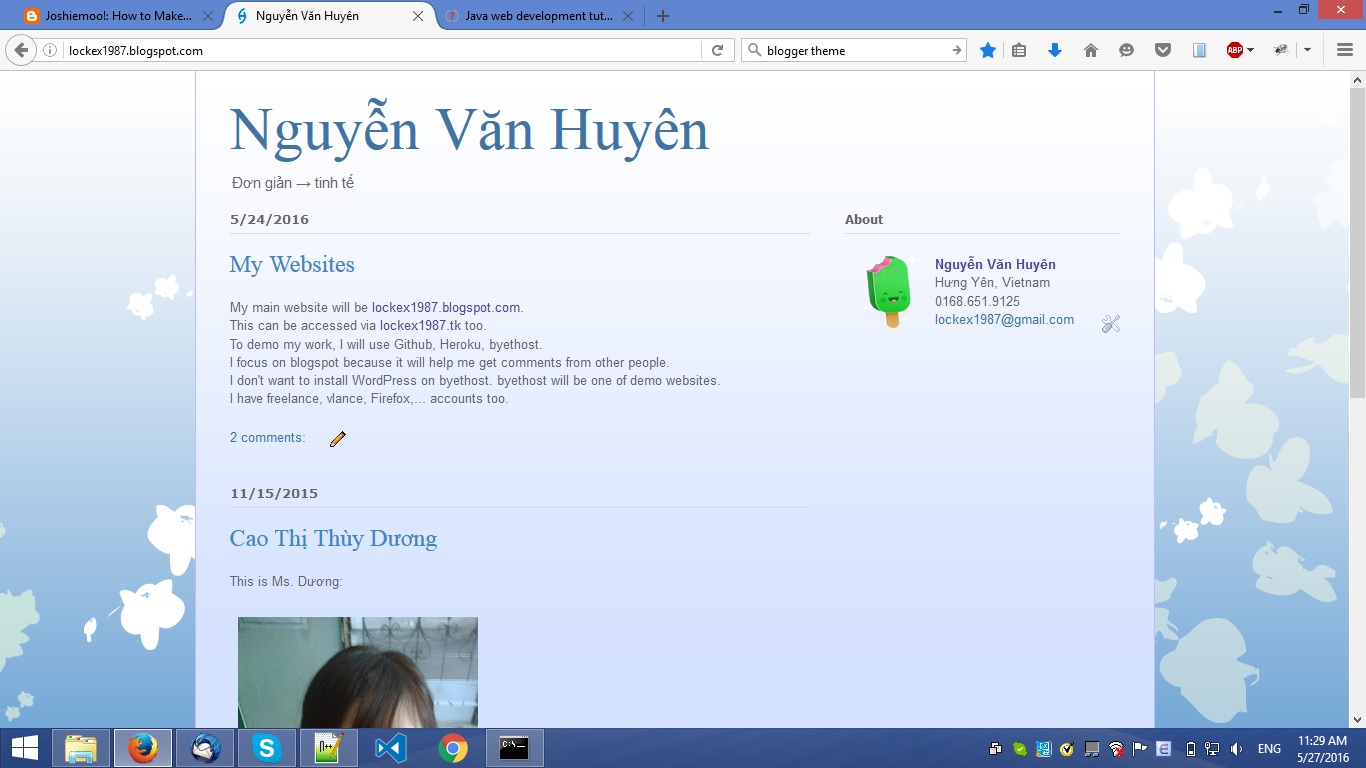 Joshiemoo!: How to Make...
Nguyễn Văn Huyên
Java web development tut...
lockex1987.blogspot.com
blogger theme
ABP
Nguyễn Văn Huyên
Đơn giản → tinh tế
5/24/2016
My Websites
My main website will be lockex1987.blogspot.com.
This can be accessed via lockex1987.tk too.
To demo my work, I will use Github, Heroku, byethost.
I focus on blogspot because it will help me get comments from other people.
I don't want to install WordPress on byethost. byethost will be one of demo websites.
I have freelance, vlance, Firefox,... accounts too.
2 comments:
11/15/2015
Cao Thị Thùy Dương
This is Ms. Dương:
About
Nguyễn Văn Huyên
Hưng Yên, Vietnam
0168.651.9125
lockex1987@gmail.com
ENG
11:29 AM
5/27/2016